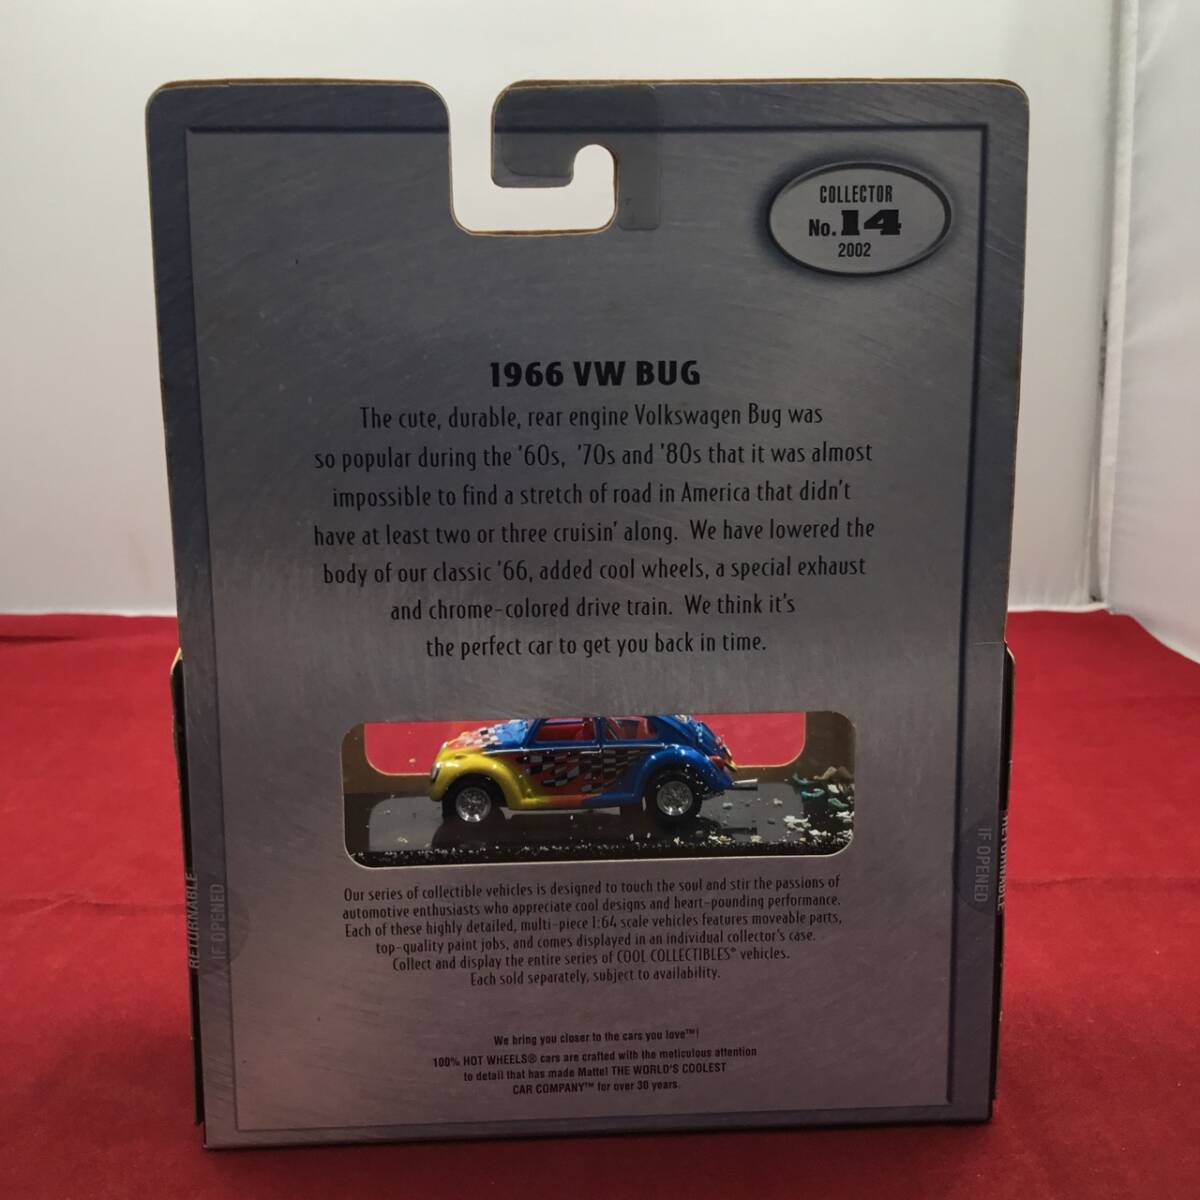 COLLECTOR
No. 14
2002
1966 VW BUG
The cute, durable, rear engine Volkswagen Bug was
so popular during the '60s, '70s and '80s that it was almost
impossible to find a stretch of road in America that didn't
have at least two or three cruisin' along. We have lowered the
body of our classic '66, added cool wheels, a special exhaust
and chrome-colored drive train. We think it's
the perfect car to get you back in time.
Our series of collectible vehicles is designed to touch the soul and stir the passions of
automotive enthusiasts who appreciate cool designs and heart-pounding performance.
Each of these highly detailed, multi-piece 1:64 scale vehicles features moveable parts,
top-quality paint jobs, and comes displayed in an individual collector's case.
Collect and display the entire series of COOL COLLECTIBLES® vehicles.
Each sold separately, subject to availability.
We bring you closer to the cars you love™!
100% HOT WHEELS® cars are crafted with the meticulous attention
to detail that has made Mattel THE WORLD'S COOLEST
CAR COMPANY™ for over 30 years.
RETURNABLE
IF OPENED
IF OPENED
RETURNABLE